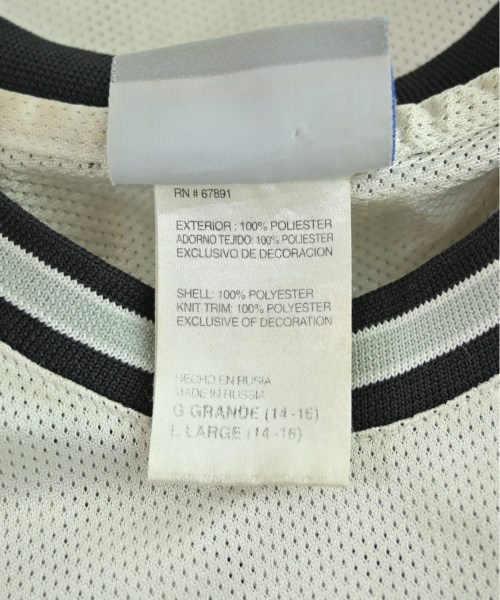 RN # 67891
EXTERIOR : 100% POLIESTER
ADORNO TEJIDO: 100% POLIESTER
EXCLUSIVO DE DECORACION
SHELL: 100% POLYESTER
KNIT TRIM: 100% POLYESTER
EXCLUSIVE OF DECORATION
HECHO EN RUSIA
MADE IN RUSSIA
G GRANDE (14-16)
L LARGE (14-16)